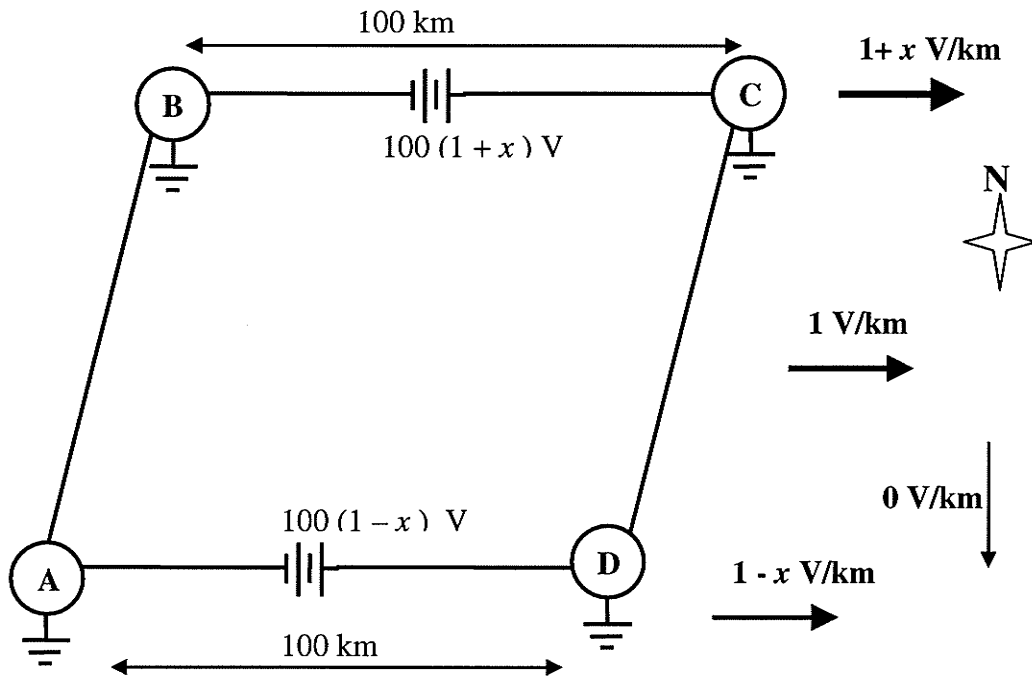 100 km
1+ x V/km
B
C
100 (1 + x ) V
N
1 V/km
0 V/km
100 (1 – x ) V
A
D
1 - x V/km
100 km